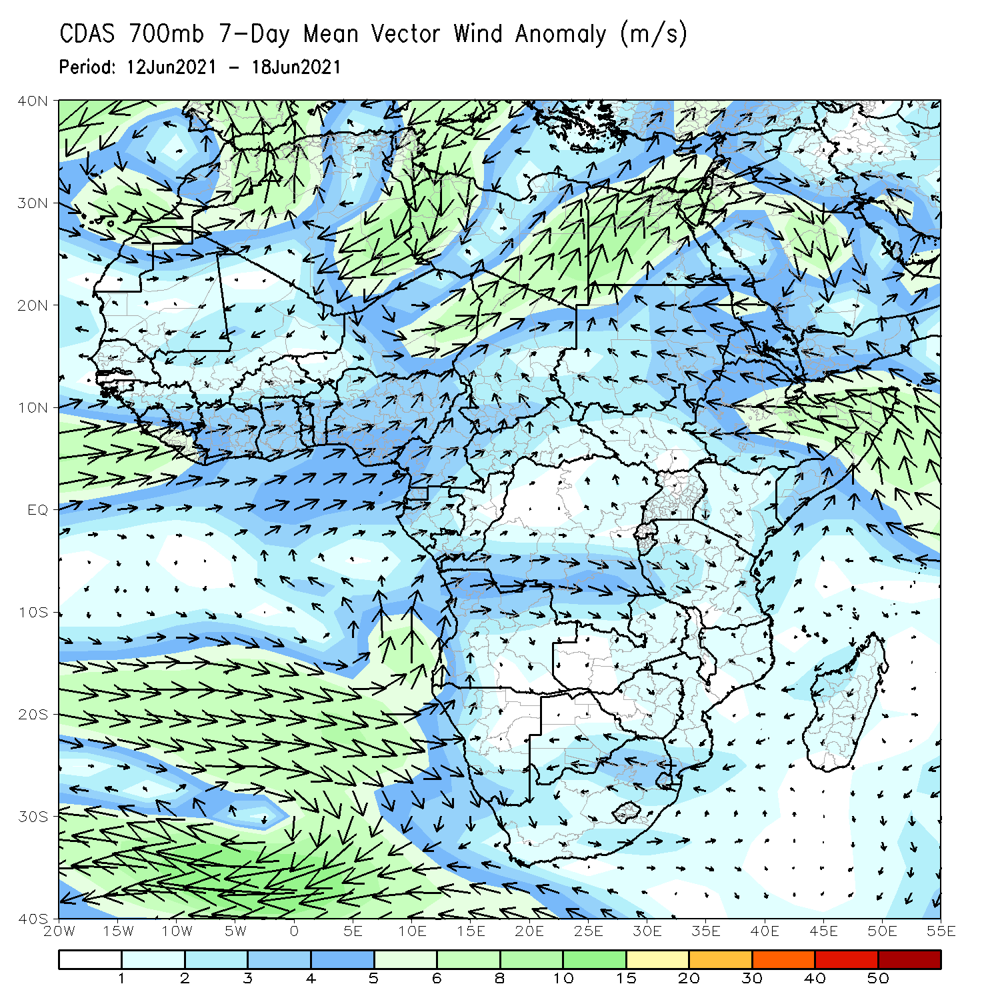 CDAS 700mb 7-Day Mean Vector Wind Anomaly (m/s)
Period: 12Jun2021 - 18Jun2021
40N
30N
20N
10N
EQ
10S
20S
30S
40S
20W 15W 10W 5W 0 5E 10E 15E 20E 25E 30E 35E 40E 45E 50E 55E
1 2 3 4 5 6 8 10 15 20 30 40 50